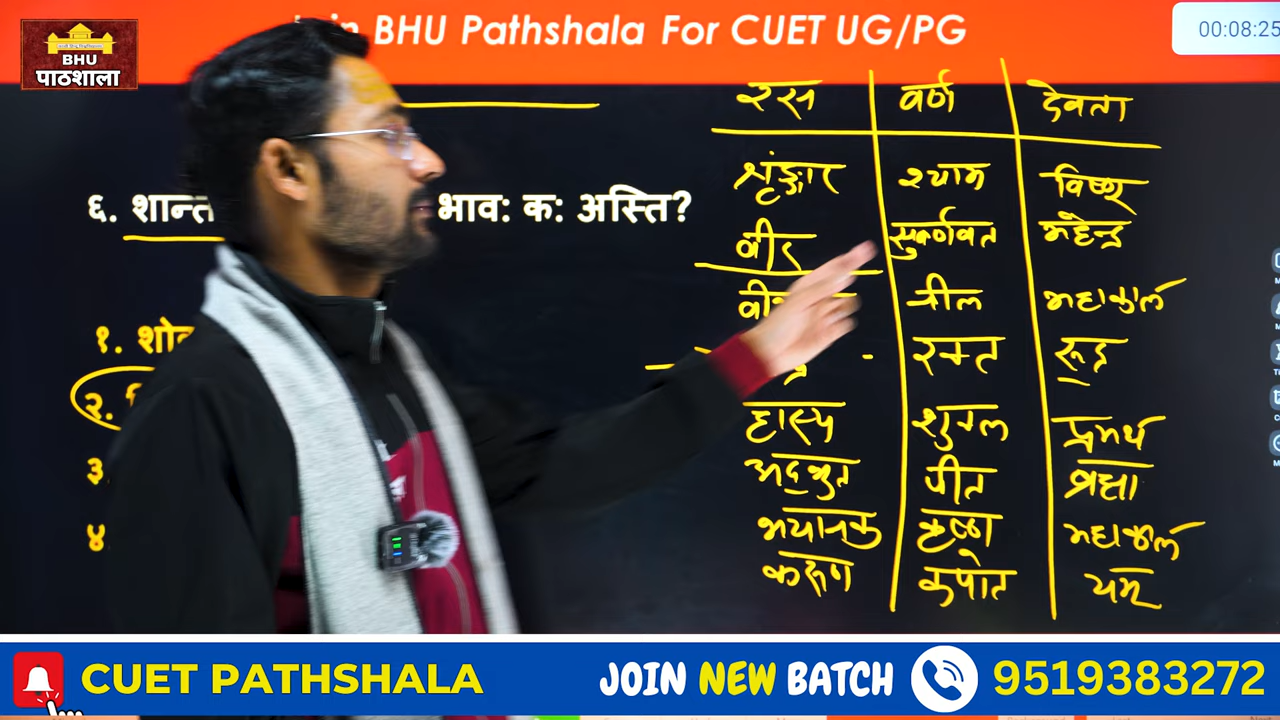 Join BHU Pathshala For CUET UG/PG
00:08:25
BHU
पाठशाला
रस वर्ण देवता
६. शान्त भाव: क: अस्ति?
शृंङ्गार श्याम विष्णु
वीर सुवर्णवत महेन्द्र
नील महाकाल
१. शो
रक्त रूद्र
२.
हास्य शुक्ल प्रमथ
३
अद्भुत पीत ब्रह्मा
४
भयानक कृष्ण महाकाल
करूण कपोत यम
CUET PATHSHALA
JOIN NEW BATCH
9519383272